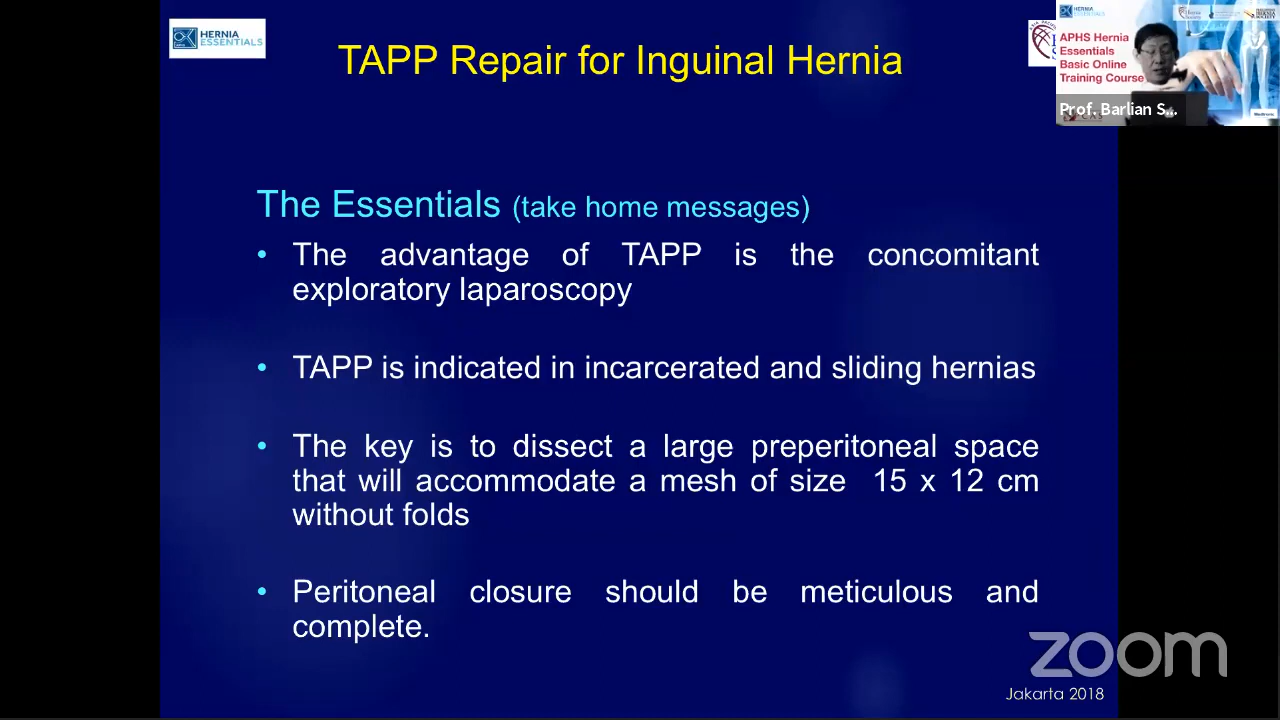 HERNIA
ESSENTIALS
TAPP Repair for Inguinal Hernia
HERNIA
ESSENTIALS
APHS Hernia
Essentials
Basic Online
Training Course
Prof. Barlian S...
The Essentials (take home messages)
• The advantage of TAPP is the concomitant
exploratory laparoscopy
• TAPP is indicated in incarcerated and sliding hernias
• The key is to dissect a large preperitoneal space
that will accommodate a mesh of size 15 x 12 cm
without folds
• Peritoneal closure should be meticulous and
complete.
zoom
Jakarta 2018